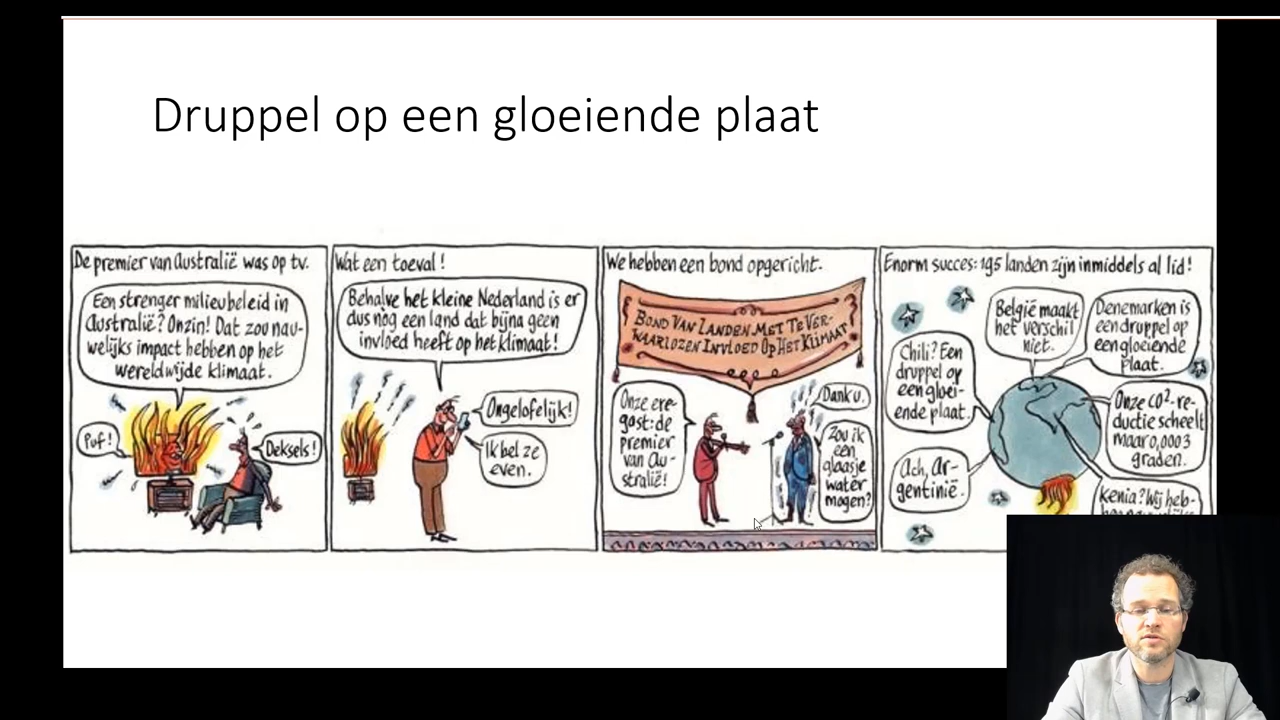 Druppel op een gloeiende plaat
De premier van Australië was op tv.
Een strenger milieubeleid in
Australië? Onzin! Dat zou nau-
welijks impact hebben op het
wereldwijde klimaat.
Puf!
Deksels!
Wat een toeval!
Behalve het kleine Nederland is er
dus nóg een land dat bijna geen
invloed heeft op het klimaat!
Ongelofelijk!
Ik bel ze
even.
We hebben een bond opgericht.
BOND VAN LANDEN MET TE VER-
WAARLOZEN INVLOED OP HET KLIMAAT
Onze ere-
gast: de
premier
van Au-
stralië!
Dank u.
Zou ik
een
glaasje
water
mogen?
Enorm succes: 195 landen zijn inmiddels al lid!
België maakt
het verschil
niet.
Denemarken is
een druppel op
een gloeiende
plaat.
Chili? Een
druppel op
een gloei-
ende plaat.
Onze CO²-re-
ductie scheelt
maar 0,0003
graden.
Ach, Ar-
gentinië.
Kenia? Wij heb-